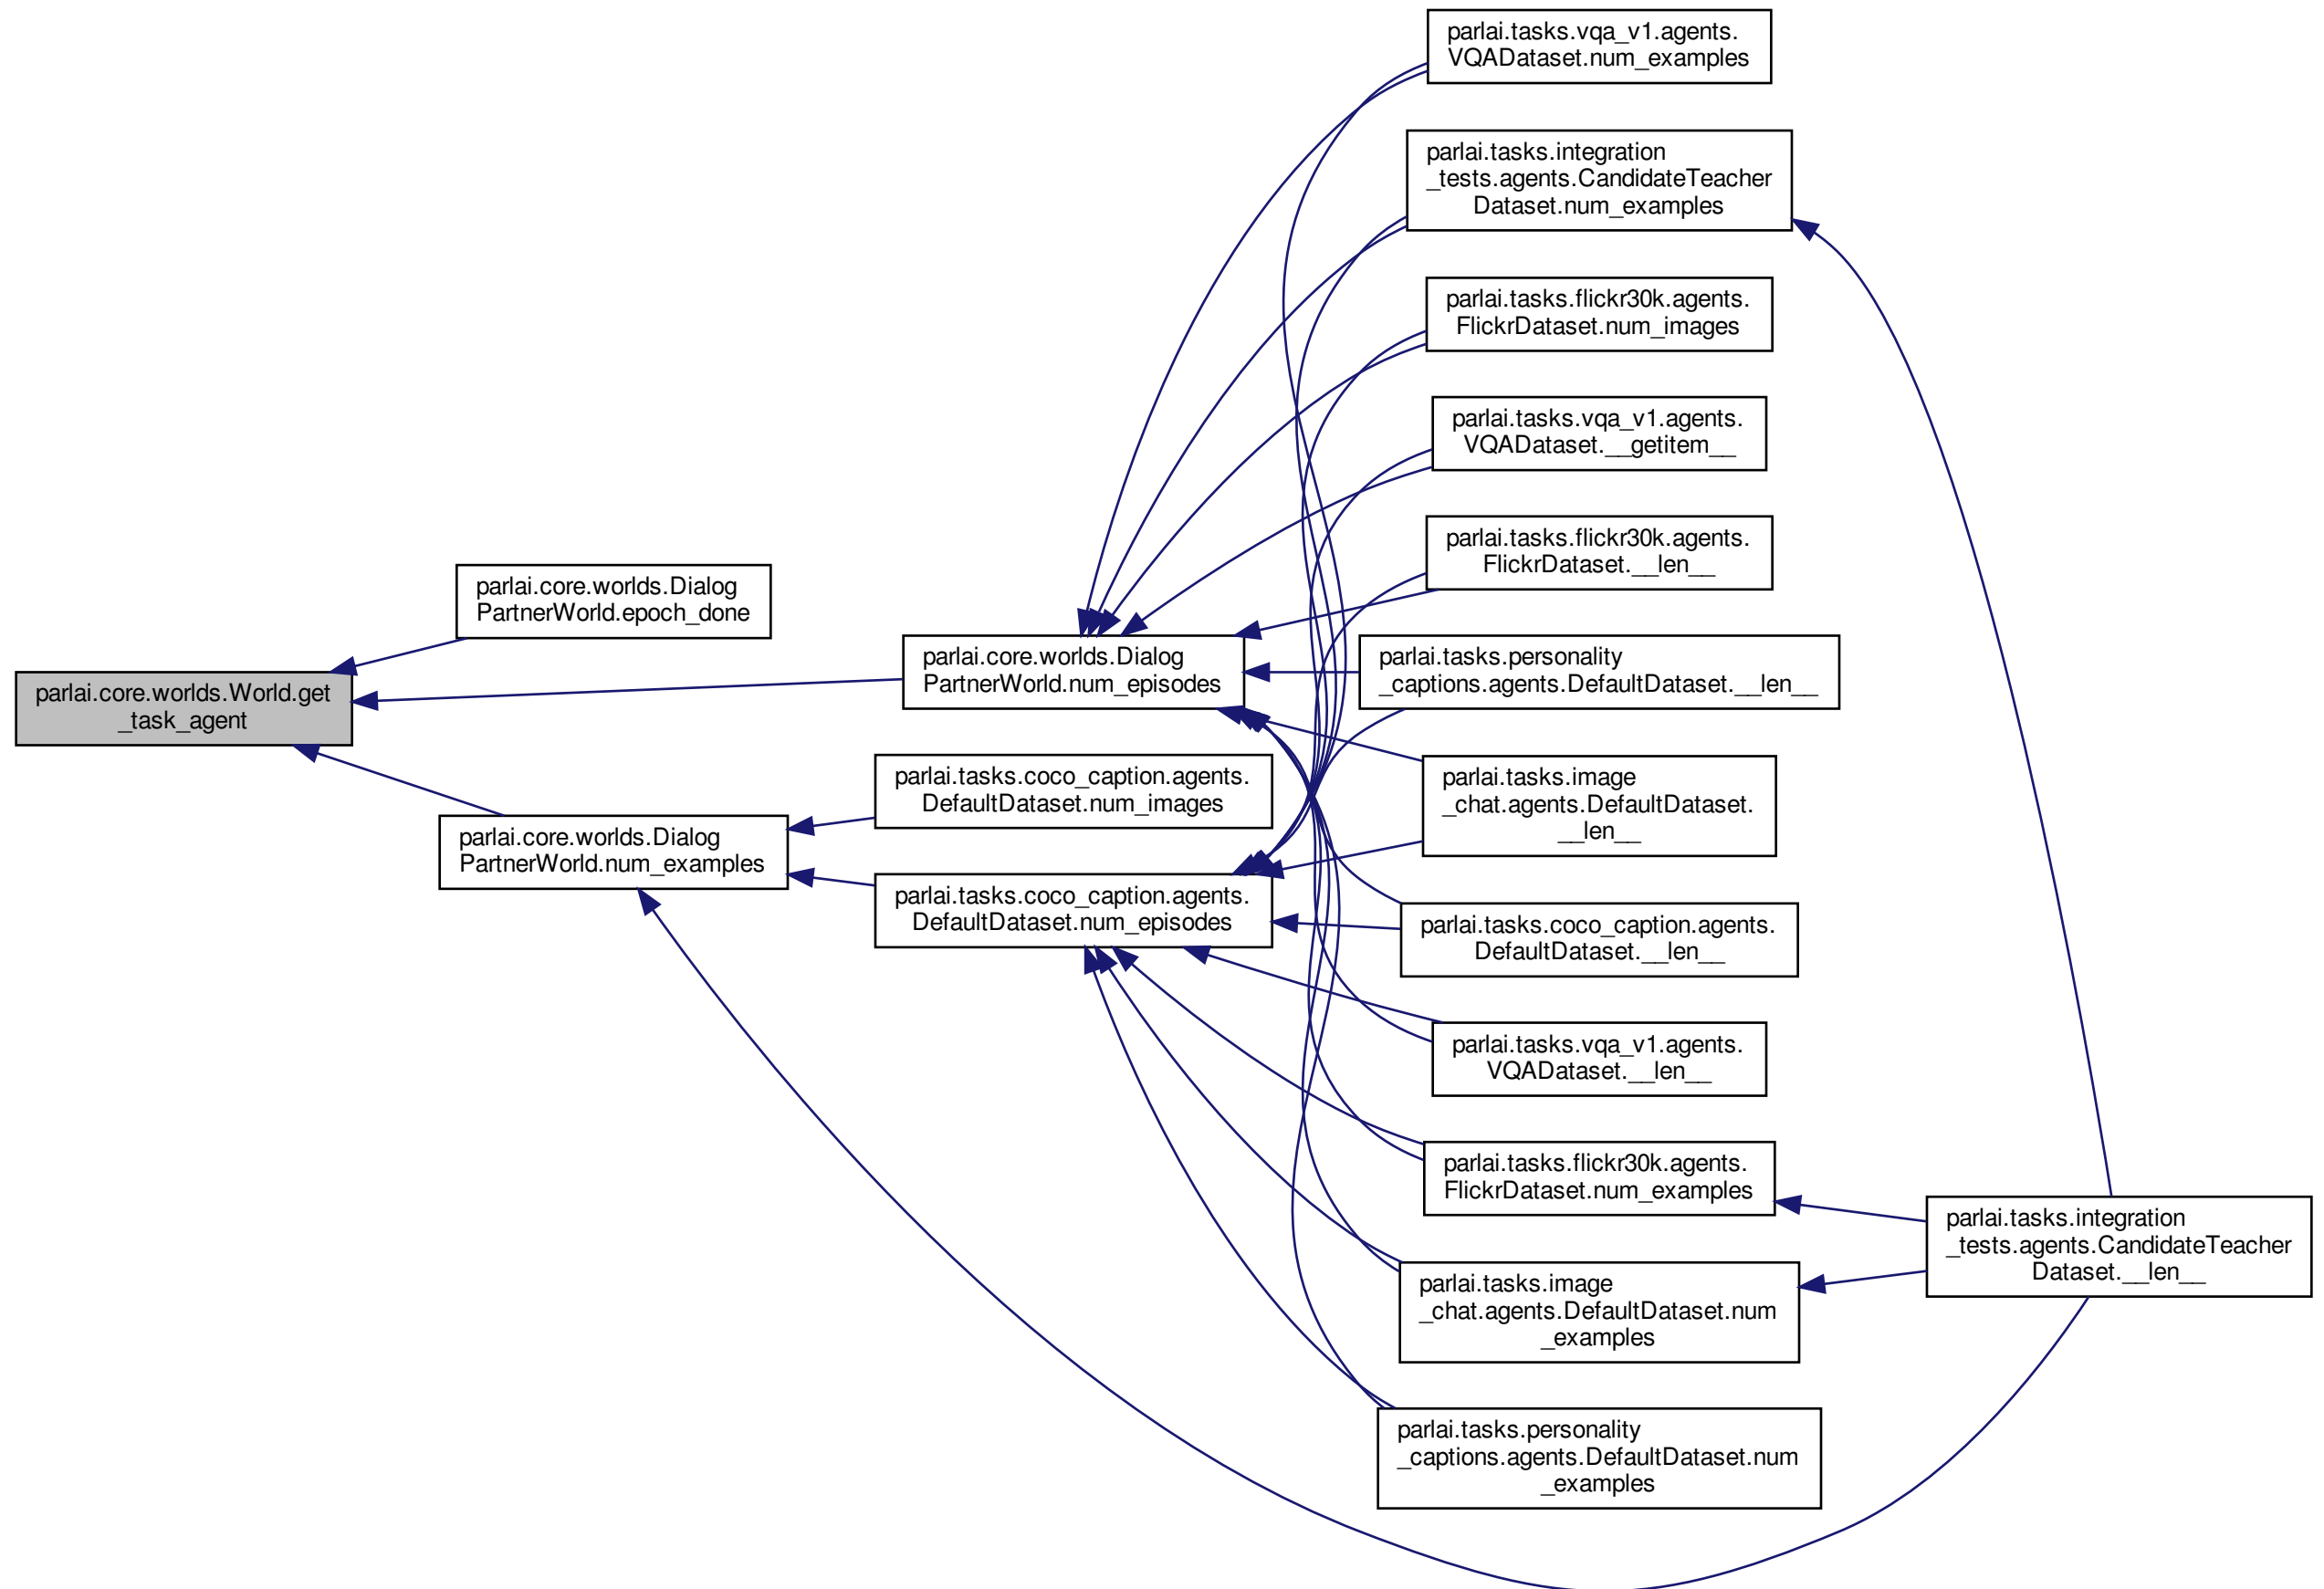 parlai.core.worlds.World.get
_task_agent
parlai.core.worlds.Dialog
PartnerWorld.epoch_done
parlai.core.worlds.Dialog
PartnerWorld.num_examples
parlai.core.worlds.Dialog
PartnerWorld.num_episodes
parlai.tasks.coco_caption.agents.
DefaultDataset.num_images
parlai.tasks.coco_caption.agents.
DefaultDataset.num_episodes
parlai.tasks.vqa_v1.agents.
VQADataset.num_examples
parlai.tasks.integration
_tests.agents.CandidateTeacher
Dataset.num_examples
parlai.tasks.flickr30k.agents.
FlickrDataset.num_images
parlai.tasks.vqa_v1.agents.
VQADataset.__getitem__
parlai.tasks.flickr30k.agents.
FlickrDataset.__len__
parlai.tasks.personality
_captions.agents.DefaultDataset.__len__
parlai.tasks.image
_chat.agents.DefaultDataset.
__len__
parlai.tasks.coco_caption.agents.
DefaultDataset.__len__
parlai.tasks.vqa_v1.agents.
VQADataset.__len__
parlai.tasks.flickr30k.agents.
FlickrDataset.num_examples
parlai.tasks.image
_chat.agents.DefaultDataset.num
_examples
parlai.tasks.personality
_captions.agents.DefaultDataset.num
_examples
parlai.tasks.integration
_tests.agents.CandidateTeacher
Dataset.__len__